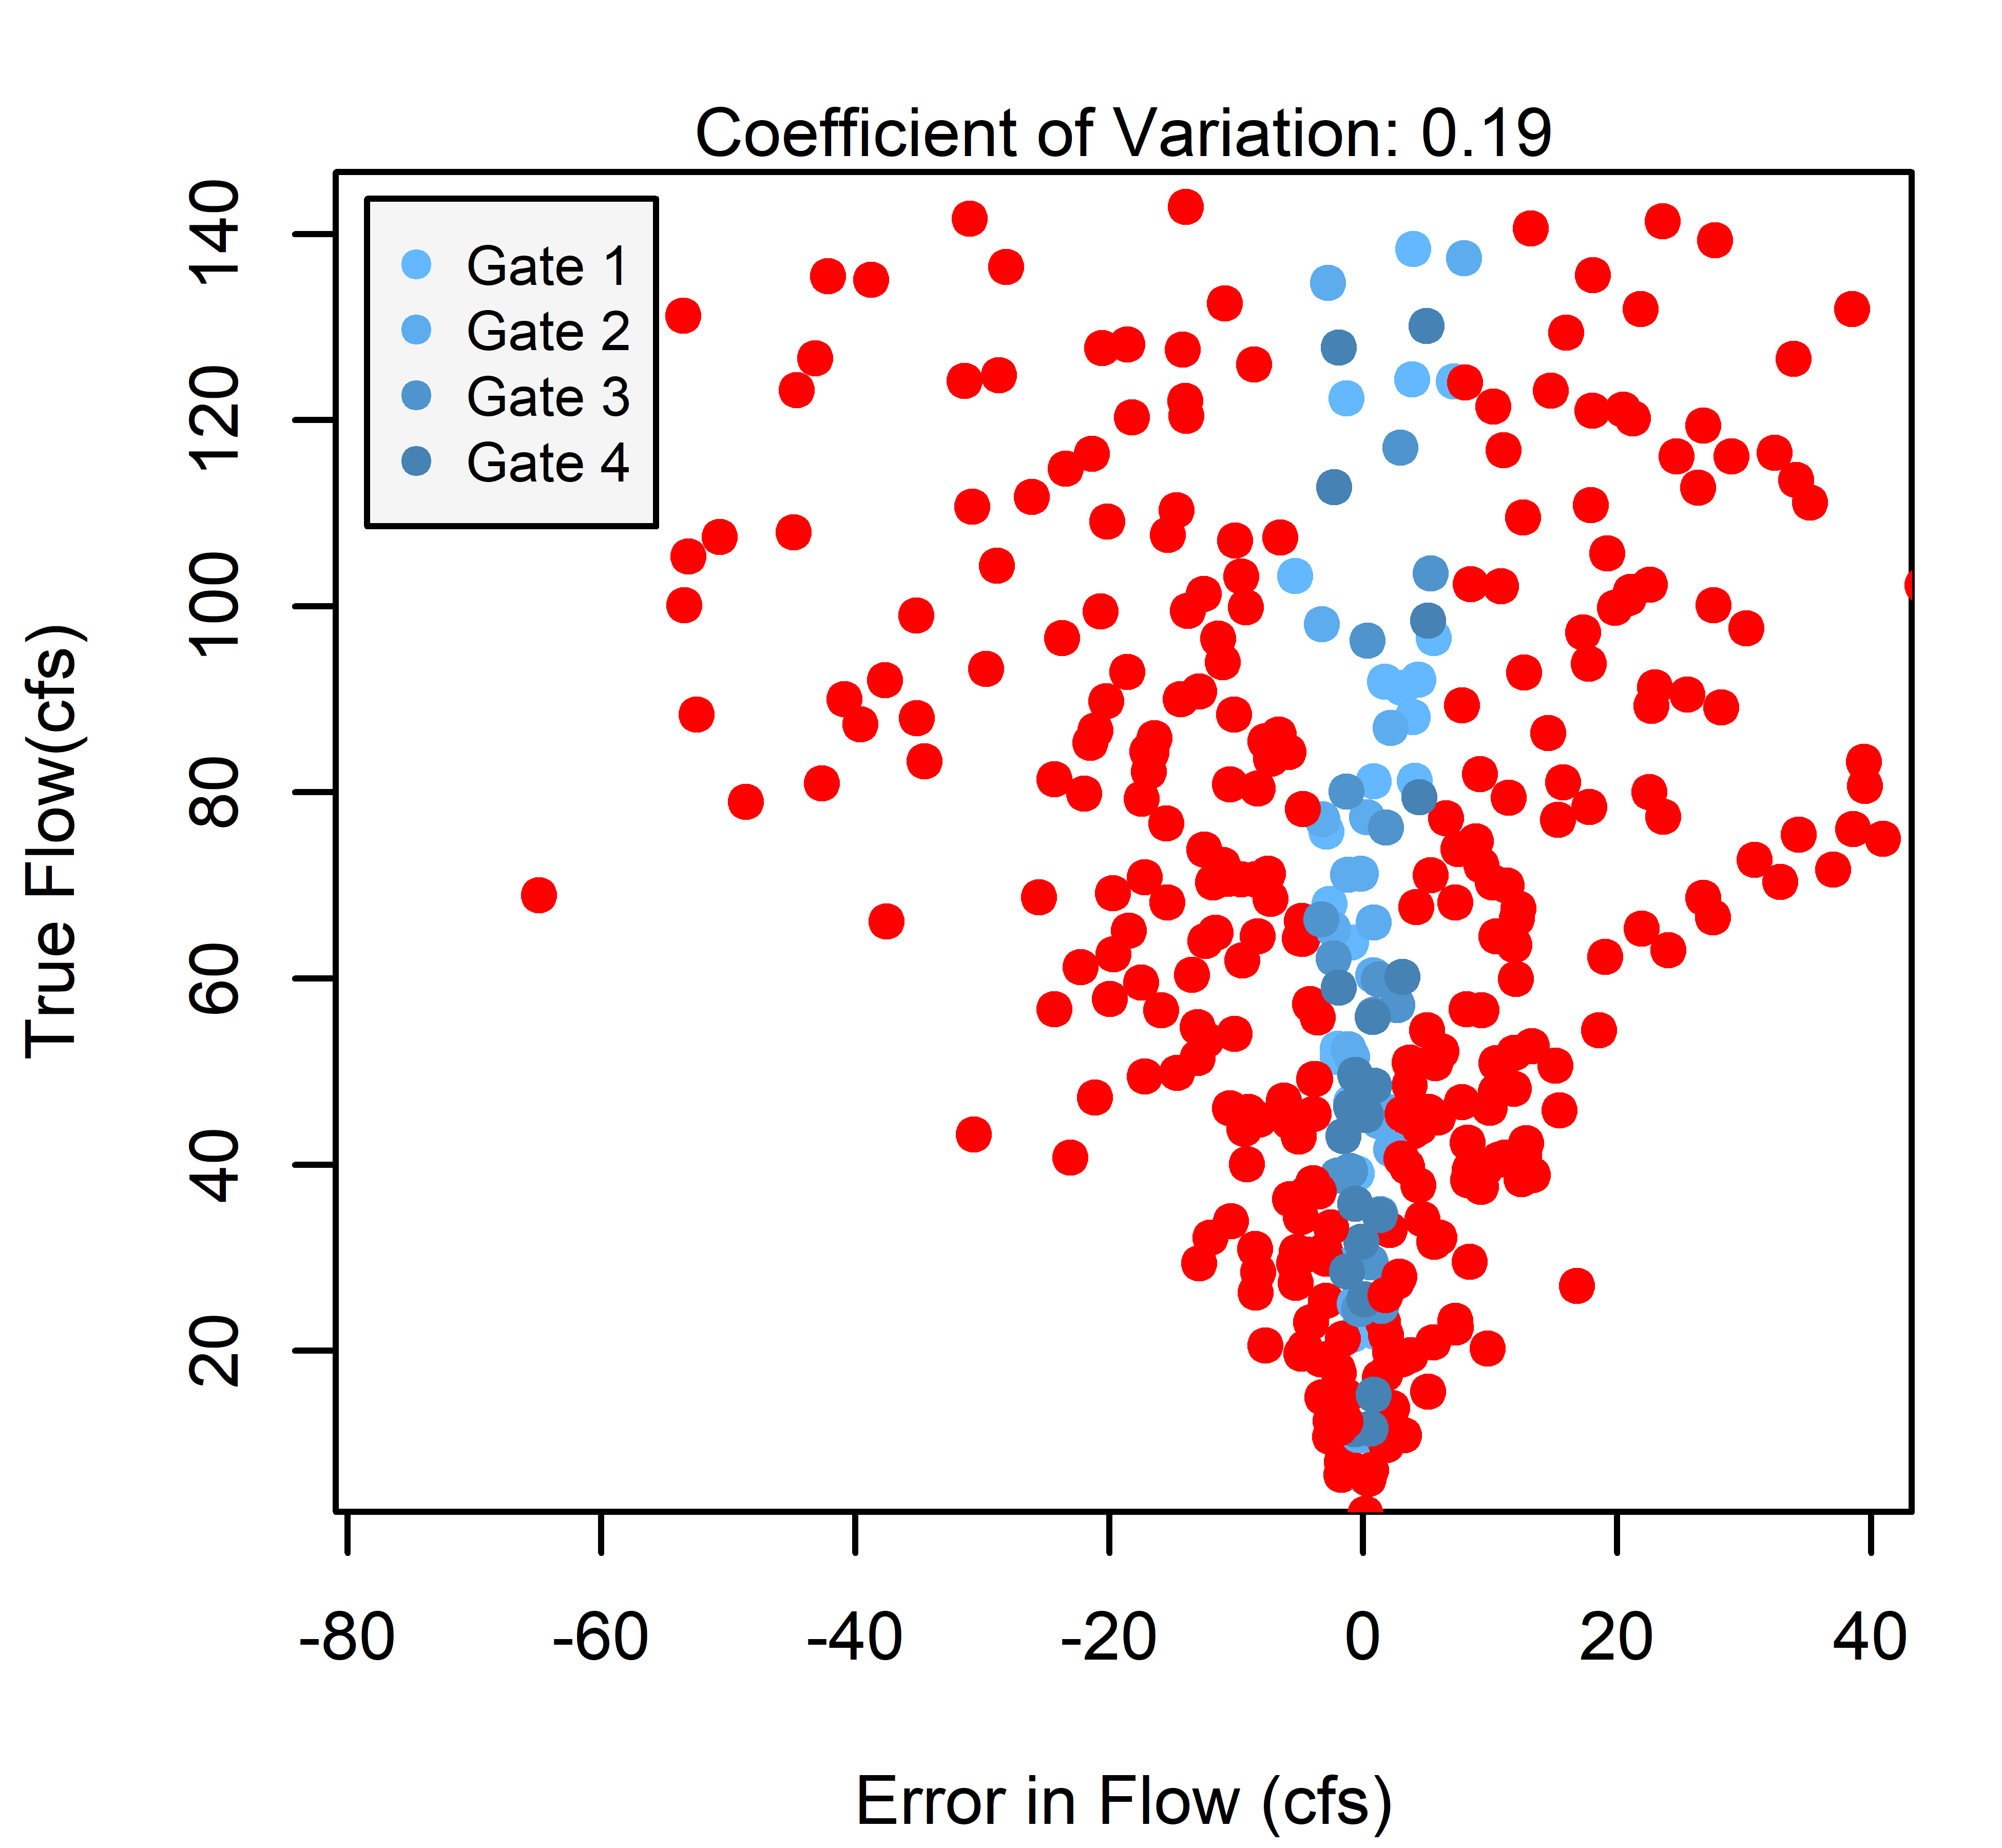 Coefficient of Variation: 0.19
Gate 1
Gate 2
Gate 3
Gate 4
True Flow(cfs)
140
120
100
80
60
40
20
-80 -60 -40 -20 0 20 40
Error in Flow (cfs)